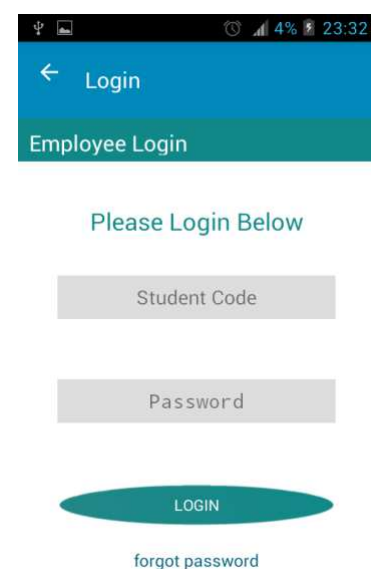 4% 23:32
Login
Employee Login
Please Login Below
Student Code
Password
LOGIN
forgot password